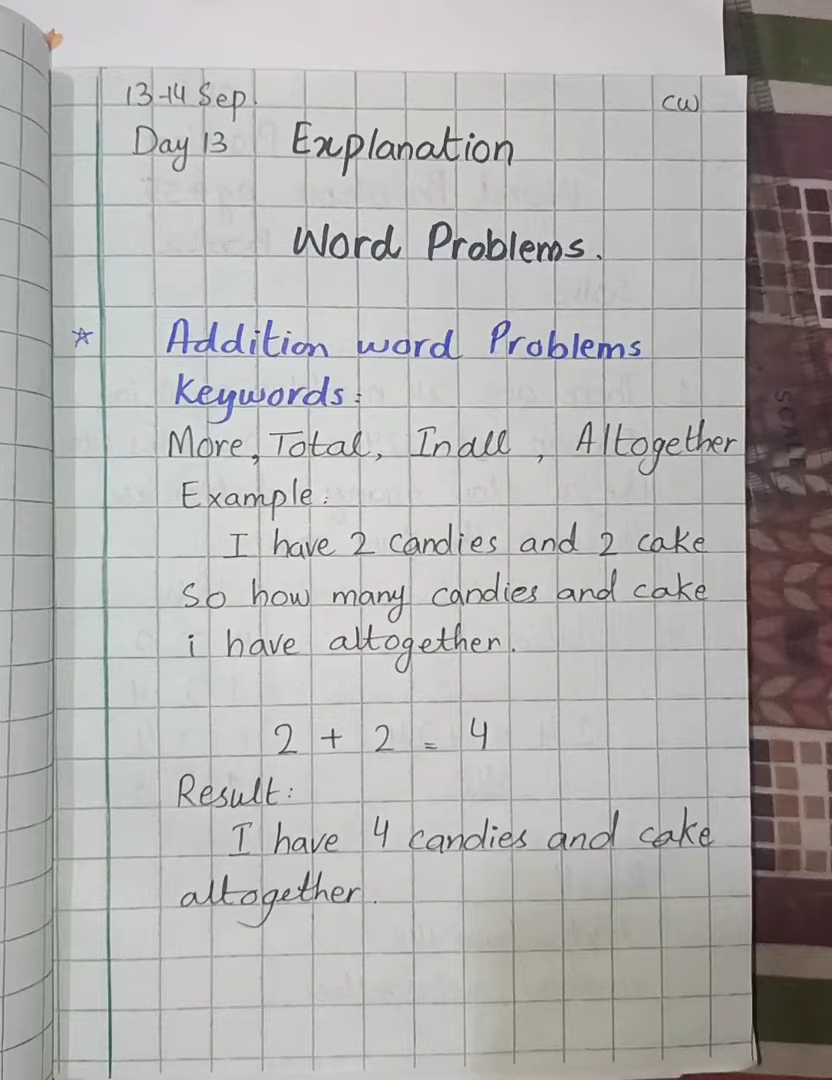 13-14 Sep. CW
Day 13 Explanation
Word Problems.
☆ Addition word Problems
Keywords:
More, Total, In all, Altogether
Example:
I have 2 candies and 2 cake
so how many candies and cake
i have altogether.
2 + 2 = 4
Result:
I have 4 candies and cake
altogether.